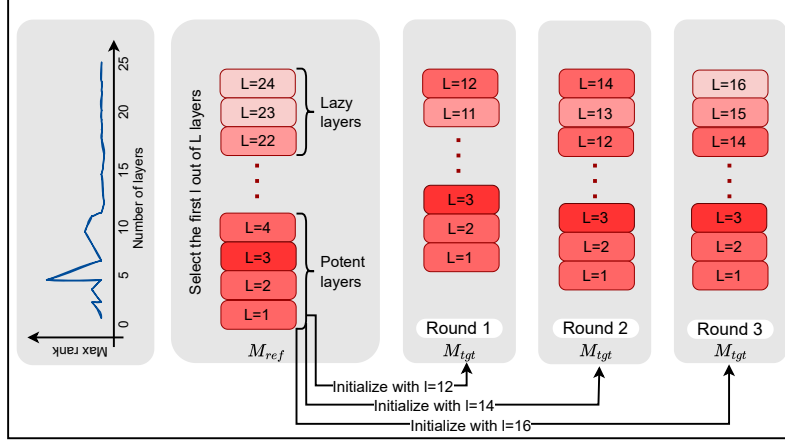 25
20
15
10
5
0
Number of layers
Max rank
Select the first l out of L layers
L=24
L=23
L=22
Lazy
layers
L=4
L=3
L=2
L=1
Potent
layers
M_ref
L=12
L=11
L=3
L=2
L=1
Round 1
M_tgt
L=14
L=13
L=12
L=3
L=2
L=1
Round 2
M_tgt
L=16
L=15
L=14
L=3
L=2
L=1
Round 3
M_tgt
Initialize with l=12
Initialize with l=14
Initialize with l=16